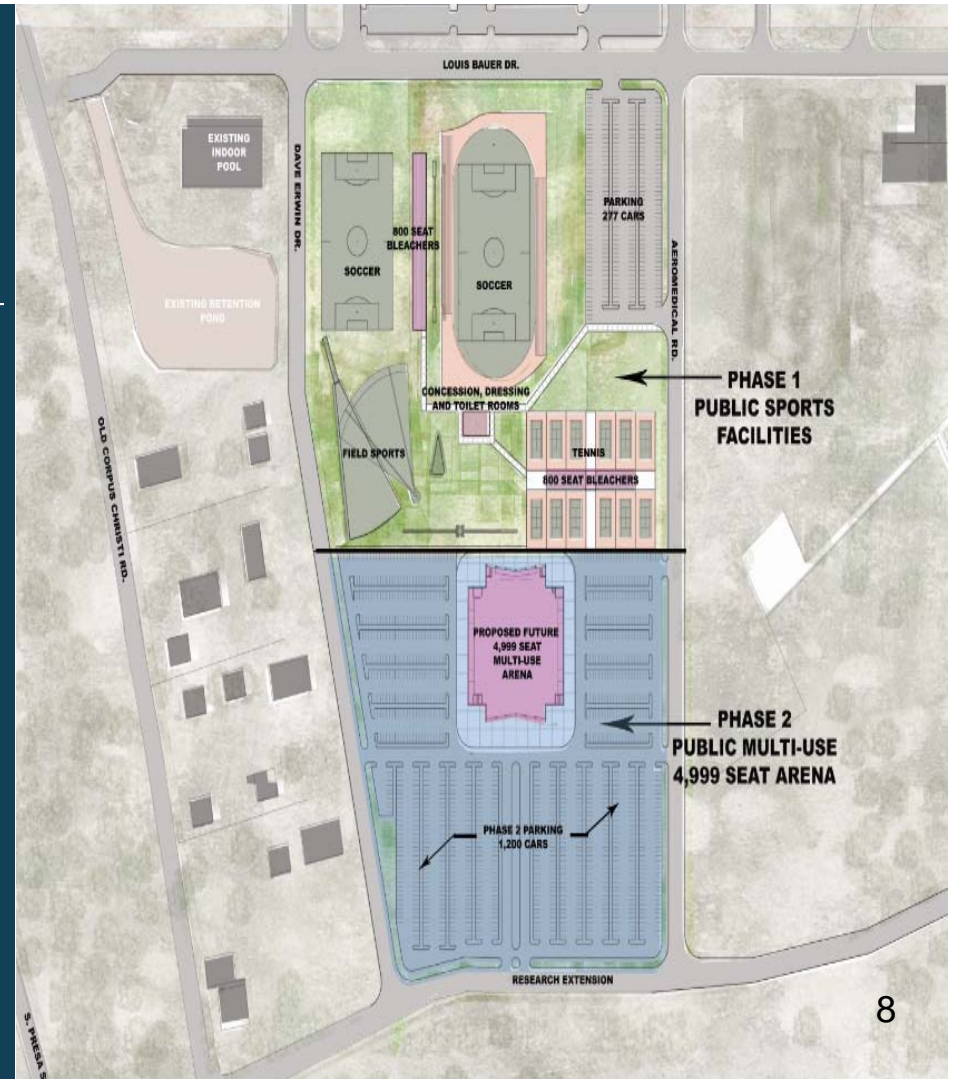 LOUIS BAUER DR.
EXISTING
INDOOR
POOL
DAVE ERWIN DR.
PARKING
277 CARS
800 SEAT
BLEACHERS
SOCCER
SOCCER
AEROMEDICAL RD.
EXISTING RETENTION
POND
PHASE 1
PUBLIC SPORTS
FACILITIES
CONCESSION, DRESSING
AND TOILET ROOMS
OLD CORPUS CHRISTI RD.
FIELD SPORTS
TENNIS
800 SEAT BLEACHERS
PROPOSED FUTURE
4,999 SEAT
MULTI-USE
ARENA
PHASE 2
PUBLIC MULTI-USE
4,999 SEAT ARENA
PHASE 2 PARKING
1,200 CARS
RESEARCH EXTENSION
S. PRESA S
8